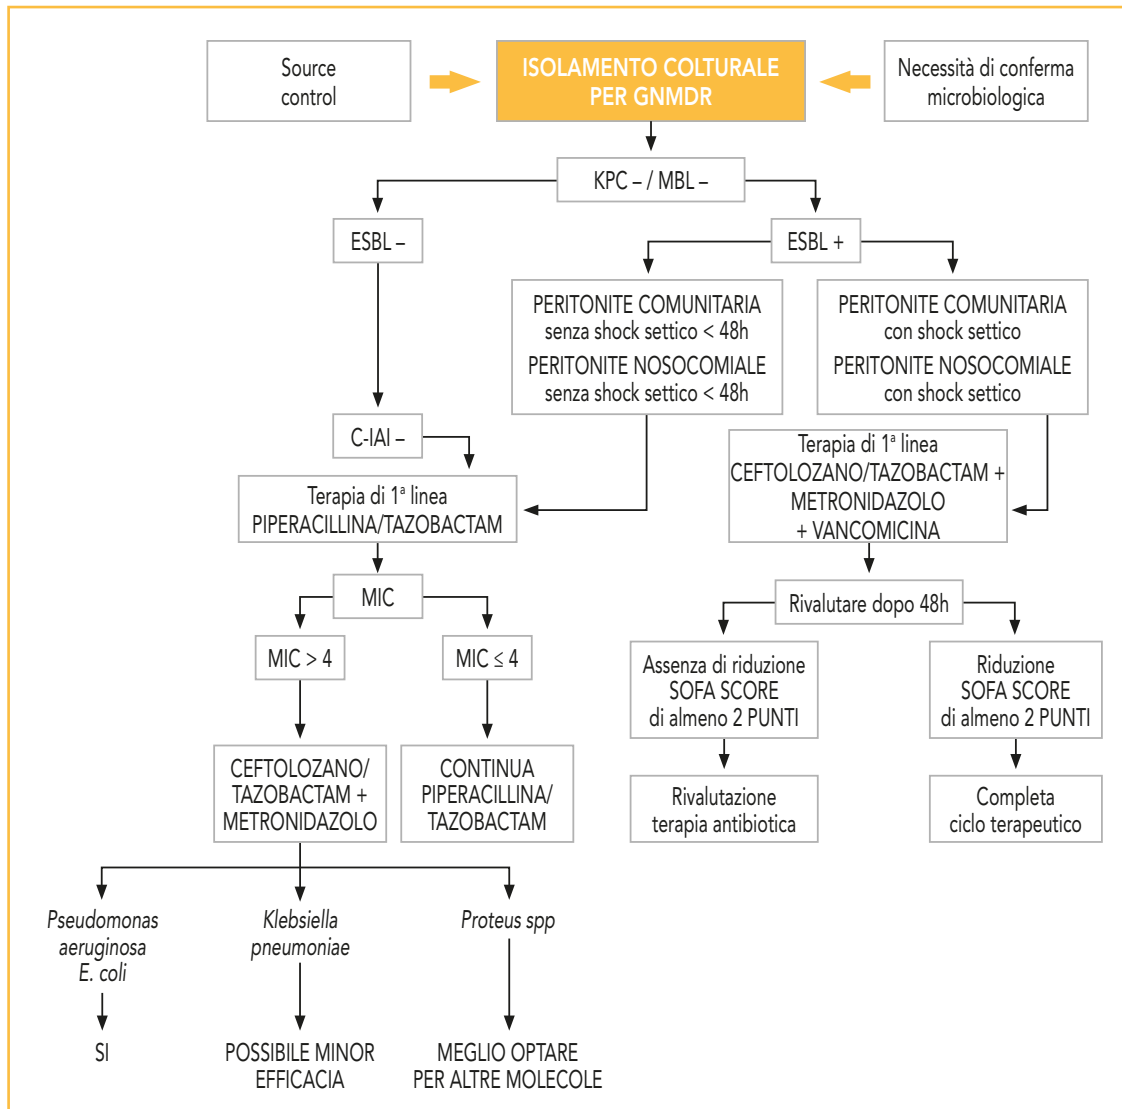 Source
control
ISOLAMENTO COLTURALE
PER GNMDR
Necessità di conferma
microbiologica
KPC – / MBL –
ESBL –
ESBL +
PERITONITE COMUNITARIA
senza shock settico < 48h
PERITONITE NOSOCOMIALE
senza shock settico < 48h
PERITONITE COMUNITARIA
con shock settico
PERITONITE NOSOCOMIALE
con shock settico
C-IAI –
Terapia di 1ª linea
PIPERACILLINA/TAZOBACTAM
Terapia di 1ª linea
CEFTOLOZANO/TAZOBACTAM +
METRONIDAZOLO
+ VANCOMICINA
MIC
Rivalutare dopo 48h
MIC > 4
MIC ≤ 4
Assenza di riduzione
SOFA SCORE
di almeno 2 PUNTI
Riduzione
SOFA SCORE
di almeno 2 PUNTI
CEFTOLOZANO/
TAZOBACTAM +
METRONIDAZOLO
CONTINUA
PIPERACILLINA/
TAZOBACTAM
Rivalutazione
terapia antibiotica
Completa
ciclo terapeutico
Pseudomonas
aeruginosa
E. coli
Klebsiella
pneumoniae
Proteus spp
SI
POSSIBILE MINOR
EFFICACIA
MEGLIO OPTARE
PER ALTRE MOLECOLE